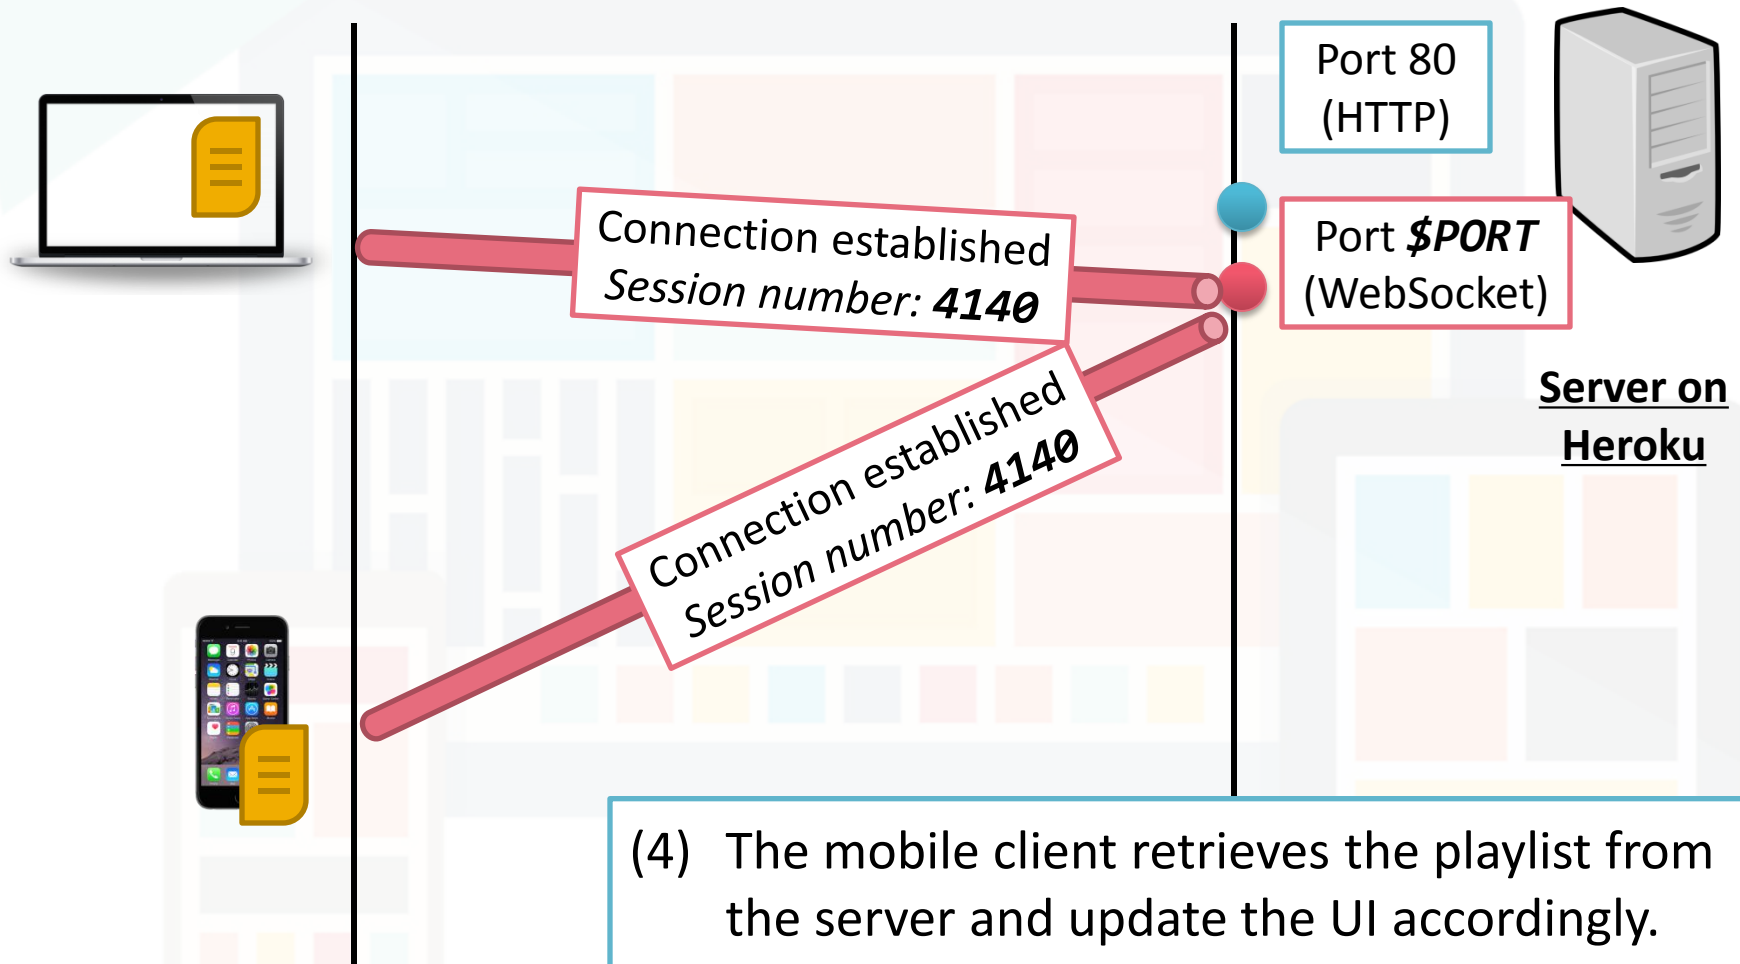 Port 80
(HTTP)
Connection established
Session number: 4140
Port $PORT
(WebSocket)
Server on
Heroku
Connection established
Session number: 4140
(4) The mobile client retrieves the playlist from
the server and update the UI accordingly.